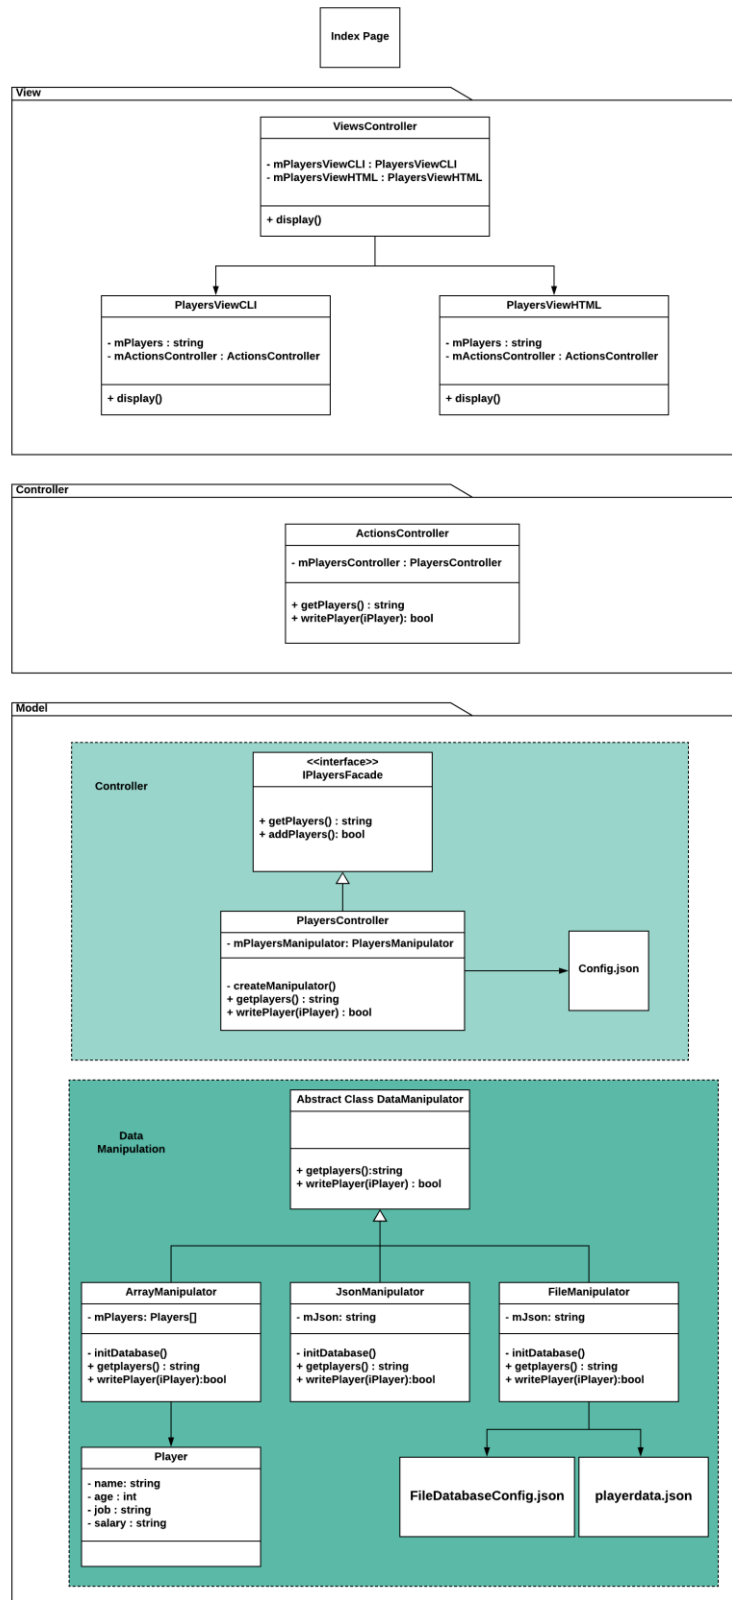 Index Page
View
ViewsController
- mPlayersViewCLI : PlayersViewCLI
- mPlayersViewHTML : PlayersViewHTML
+ display()
PlayersViewCLI
- mPlayers : string
- mActionsController : ActionsController
+ display()
PlayersViewHTML
- mPlayers : string
- mActionsController : ActionsController
+ display()
Controller
ActionsController
- mPlayersController : PlayersController
+ getPlayers() : string
+ writePlayer(iPlayer): bool
Model
Controller
<<interface>>
IPlayersFacade
+ getPlayers() : string
+ addPlayers(): bool
PlayersController
- mPlayersManipulator: PlayersManipulator
- createManipulator()
+ getplayers() : string
+ writePlayer(iPlayer) : bool
Config.json
Data
Manipulation
Abstract Class DataManipulator
+ getplayers():string
+ writePlayer(iPlayer) : bool
ArrayManipulator
- mPlayers: Players[]
- initDatabase()
+ getplayers() : string
+ writePlayer(iPlayer):bool
JsonManipulator
- mJson: string
- initDatabase()
+ getplayers() : string
+ writePlayer(iPlayer):bool
FileManipulator
- mJson: string
- initDatabase()
+ getplayers() : string
+ writePlayer(iPlayer):bool
Player
- name: string
- age : int
- job : string
- salary : string
FileDatabaseConfig.json
playerdata.json